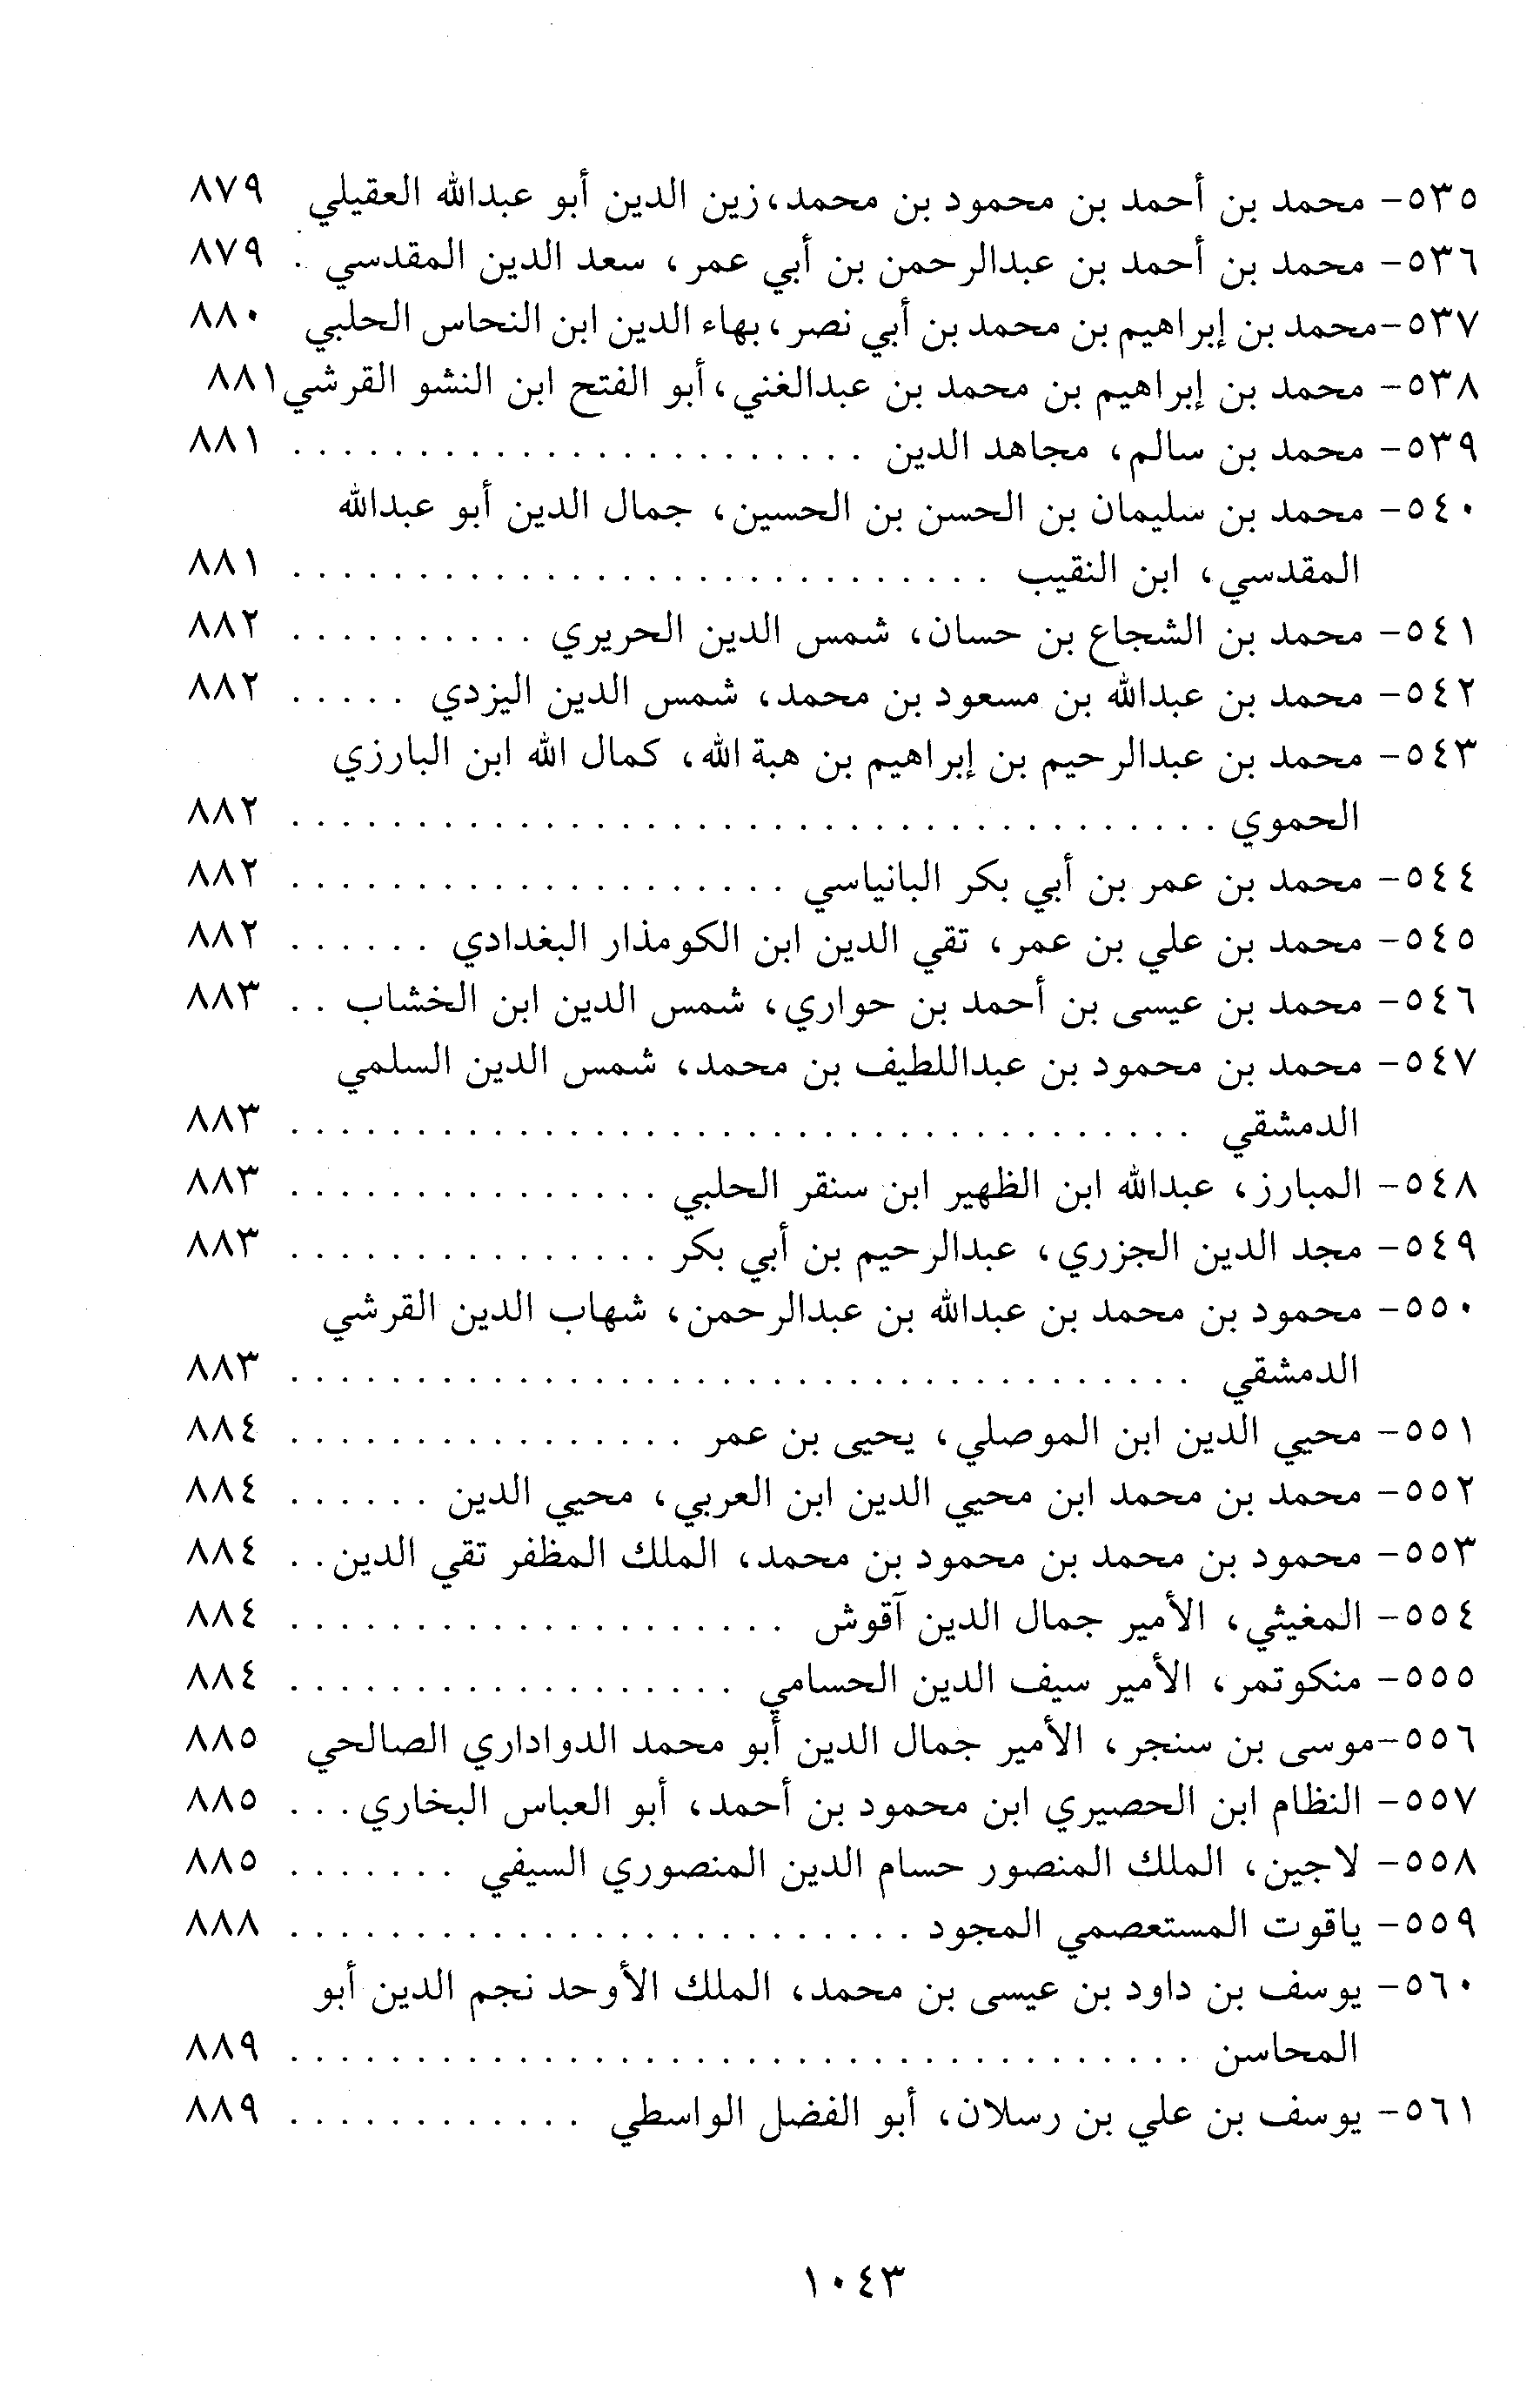 ٥٣٥- محمد بن أحمد بن محمود بن محمد، زين الدين أبو عبدالله العقيلي ٨٧٩
٥٣٦- محمد بن أحمد بن عبدالرحمن بن أبي عمر، سعد الدين المقدسي . ٨٧٩
٥٣٧-محمد بن إبراهيم بن محمد بن أبي نصر، بهاء الدين ابن النحاس الحلبي ٨٨٠
٥٣٨- محمد بن إبراهيم بن محمد بن عبدالغني، أبو الفتح ابن النشو القرشي ٨٨١
٥٣٩- محمد بن سالم، مجاهد الدين . . . . . . . . . . . . . . . . . . . . . . . ٨٨١
٥٤٠- محمد بن سليمان بن الحسن بن الحسين، جمال الدين أبو عبدالله
المقدسي، ابن النقيب . . . . . . . . . . . . . . . . . . . . . . . . . . . . ٨٨١
٥٤١- محمد بن الشجاع بن حسان، شمس الدين الحريري . . . . . . . . . . ٨٨٢
٥٤٢- محمد بن عبدالله بن مسعود بن محمد، شمس الدين اليزدي . . . . . ٨٨٢
٥٤٣- محمد بن عبدالرحيم بن إبراهيم بن هبة الله، كمال الله ابن البارزي
الحموي . . . . . . . . . . . . . . . . . . . . . . . . . . . . . . . . . . . . . ٨٨٢
٥٤٤- محمد بن عمر بن أبي بكر البانياسي . . . . . . . . . . . . . . . . . . . . ٨٨٢
٥٤٥- محمد بن علي بن عمر، تقي الدين ابن الكومذار البغدادي . . . . . . ٨٨٢
٥٤٦- محمد بن عيسى بن أحمد بن حواري، شمس الدين ابن الخشاب . . ٨٨٣
٥٤٧- محمد بن محمود بن عبداللطيف بن محمد، شمس الدين السلمي
الدمشقي . . . . . . . . . . . . . . . . . . . . . . . . . . . . . . . . . . . . ٨٨٣
٥٤٨- المبارز، عبدالله ابن الظهير ابن سنقر الحلبي . . . . . . . . . . . . . . . ٨٨٣
٥٤٩- مجد الدين الجزري، عبدالرحيم بن أبي بكر . . . . . . . . . . . . . . . ٨٨٣
٥٥٠- محمود بن محمد بن عبدالله بن عبدالرحمن، شهاب الدين القرشي
الدمشقي . . . . . . . . . . . . . . . . . . . . . . . . . . . . . . . . . . . . ٨٨٣
٥٥١- محيي الدين ابن الموصلي، يحيى بن عمر . . . . . . . . . . . . . . . . ٨٨٤
٥٥٢- محمد بن محمد ابن محيي الدين ابن العربي، محيي الدين . . . . . . ٨٨٤
٥٥٣- محمود بن محمد بن محمود بن محمد، الملك المظفر تقي الدين . . ٨٨٤
٥٥٤- المغيثي، الأمير جمال الدين آقوش . . . . . . . . . . . . . . . . . . . . ٨٨٤
٥٥٥- منكوتمر، الأمير سيف الدين الحسامي . . . . . . . . . . . . . . . . . . ٨٨٤
٥٥٦-موسى بن سنجر، الأمير جمال الدين أبو محمد الدواداري الصالحي ٨٨٥
٥٥٧- النظام ابن الحصيري ابن محمود بن أحمد، أبو العباس البخاري . . . ٨٨٥
٥٥٨- لاجين، الملك المنصور حسام الدين المنصوري السيفي . . . . . . . ٨٨٥
٥٥٩- ياقوت المستعصمي المجود . . . . . . . . . . . . . . . . . . . . . . . . . ٨٨٨
٥٦٠- يوسف بن داود بن عيسى بن محمد، الملك الأوحد نجم الدين أبو
المحاسن . . . . . . . . . . . . . . . . . . . . . . . . . . . . . . . . . . . . ٨٨٩
٥٦١- يوسف بن علي بن رسلان، أبو الفضل الواسطي . . . . . . . . . . . . ٨٨٩
١٠٤٣